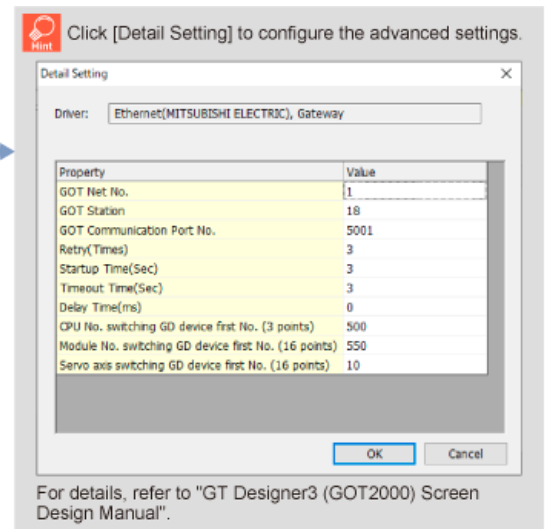 Hint
Click [Detail Setting] to configure the advanced settings.
Detail Setting
Driver: Ethernet(MITSUBISHI ELECTRIC), Gateway
Property Value
GOT Net No. 1
GOT Station 18
GOT Communication Port No. 5001
Retry(Times) 3
Startup Time(Sec) 3
Timeout Time(Sec) 3
Delay Time(ms) 0
CPU No. switching GD device first No. (3 points) 500
Module No. switching GD device first No. (16 points) 550
Servo axis switching GD device first No. (16 points) 10
OK Cancel
For details, refer to "GT Designer3 (GOT2000) Screen
Design Manual".